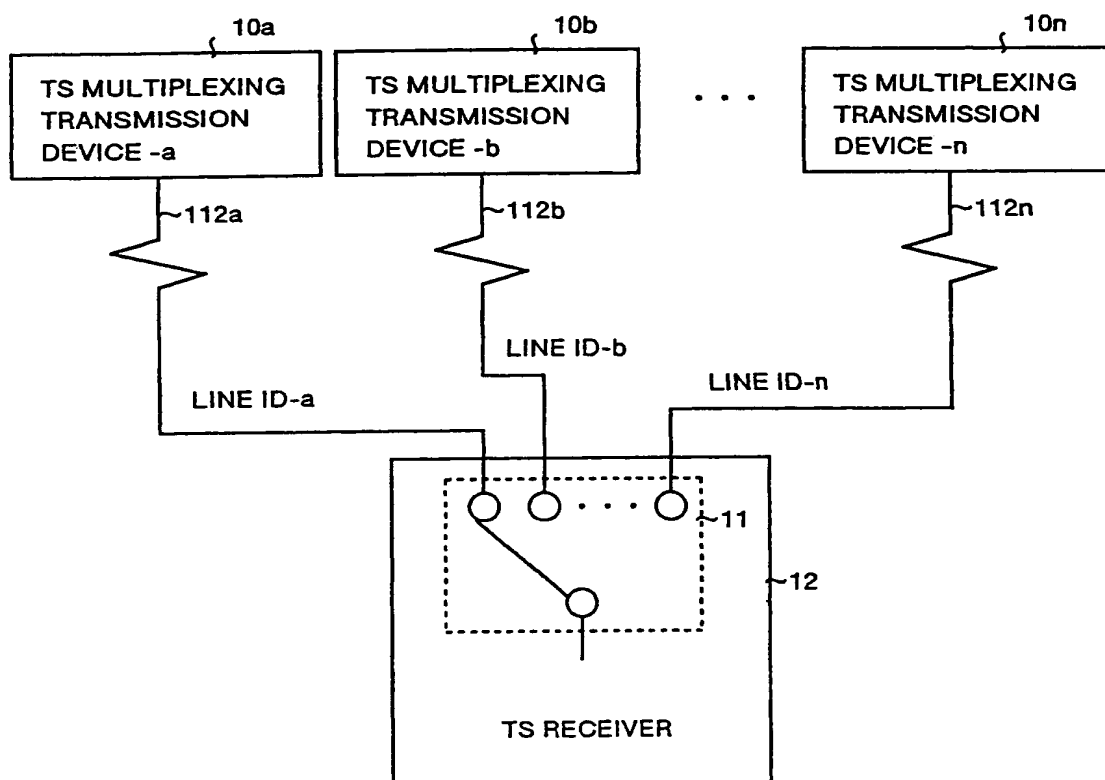 10a
10b
10n
TS MULTIPLEXING
TRANSMISSION
DEVICE -a
TS MULTIPLEXING
TRANSMISSION
DEVICE -b
. . .
TS MULTIPLEXING
TRANSMISSION
DEVICE -n
112a
112b
112n
LINE ID-b
LINE ID-n
LINE ID-a
. . .
11
12
TS RECEIVER